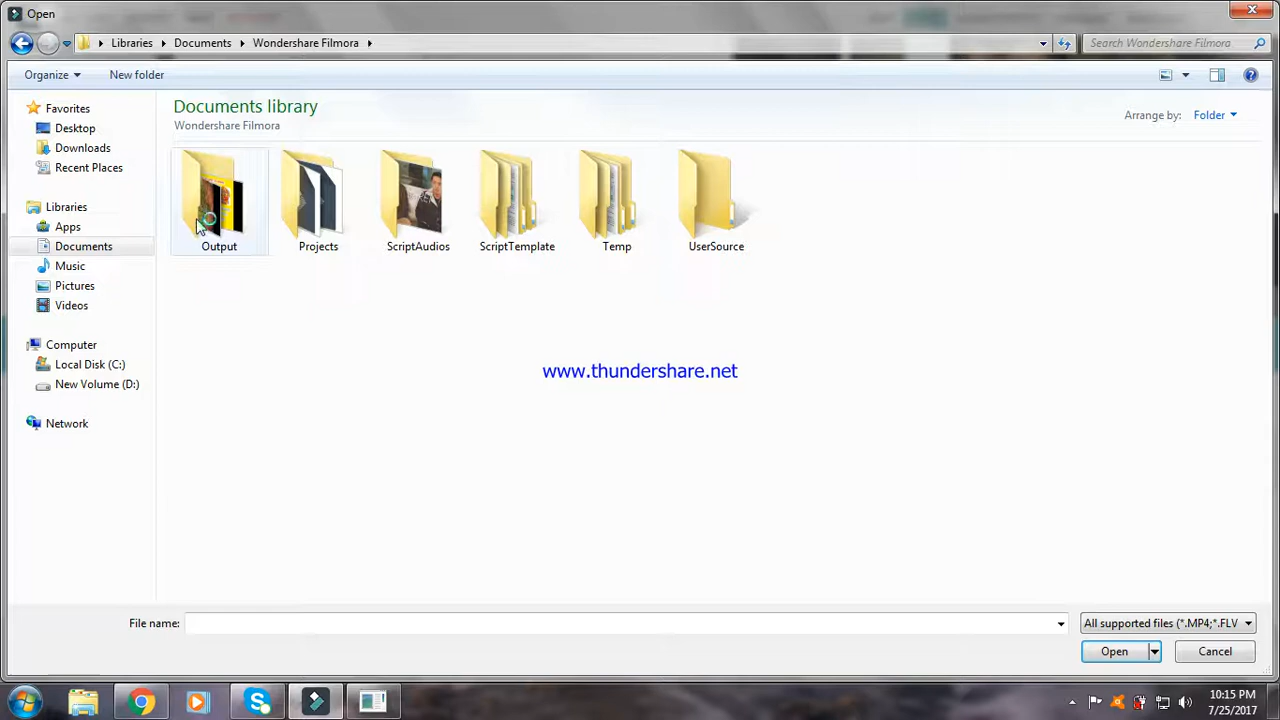 Open
Libraries Documents Wondershare Filmora
Search Wondershare Filmora
Organize New folder
Favorites
Desktop
Downloads
Recent Places
Libraries
Apps
Documents
Music
Pictures
Videos
Computer
Local Disk (C:)
New Volume (D:)
Network
Documents library
Wondershare Filmora
Arrange by: Folder
Output Projects ScriptAudios ScriptTemplate Temp UserSource
www.thundershare.net
File name:
All supported files (*.MP4;*.FLV
Open Cancel
10:15 PM
7/25/2017